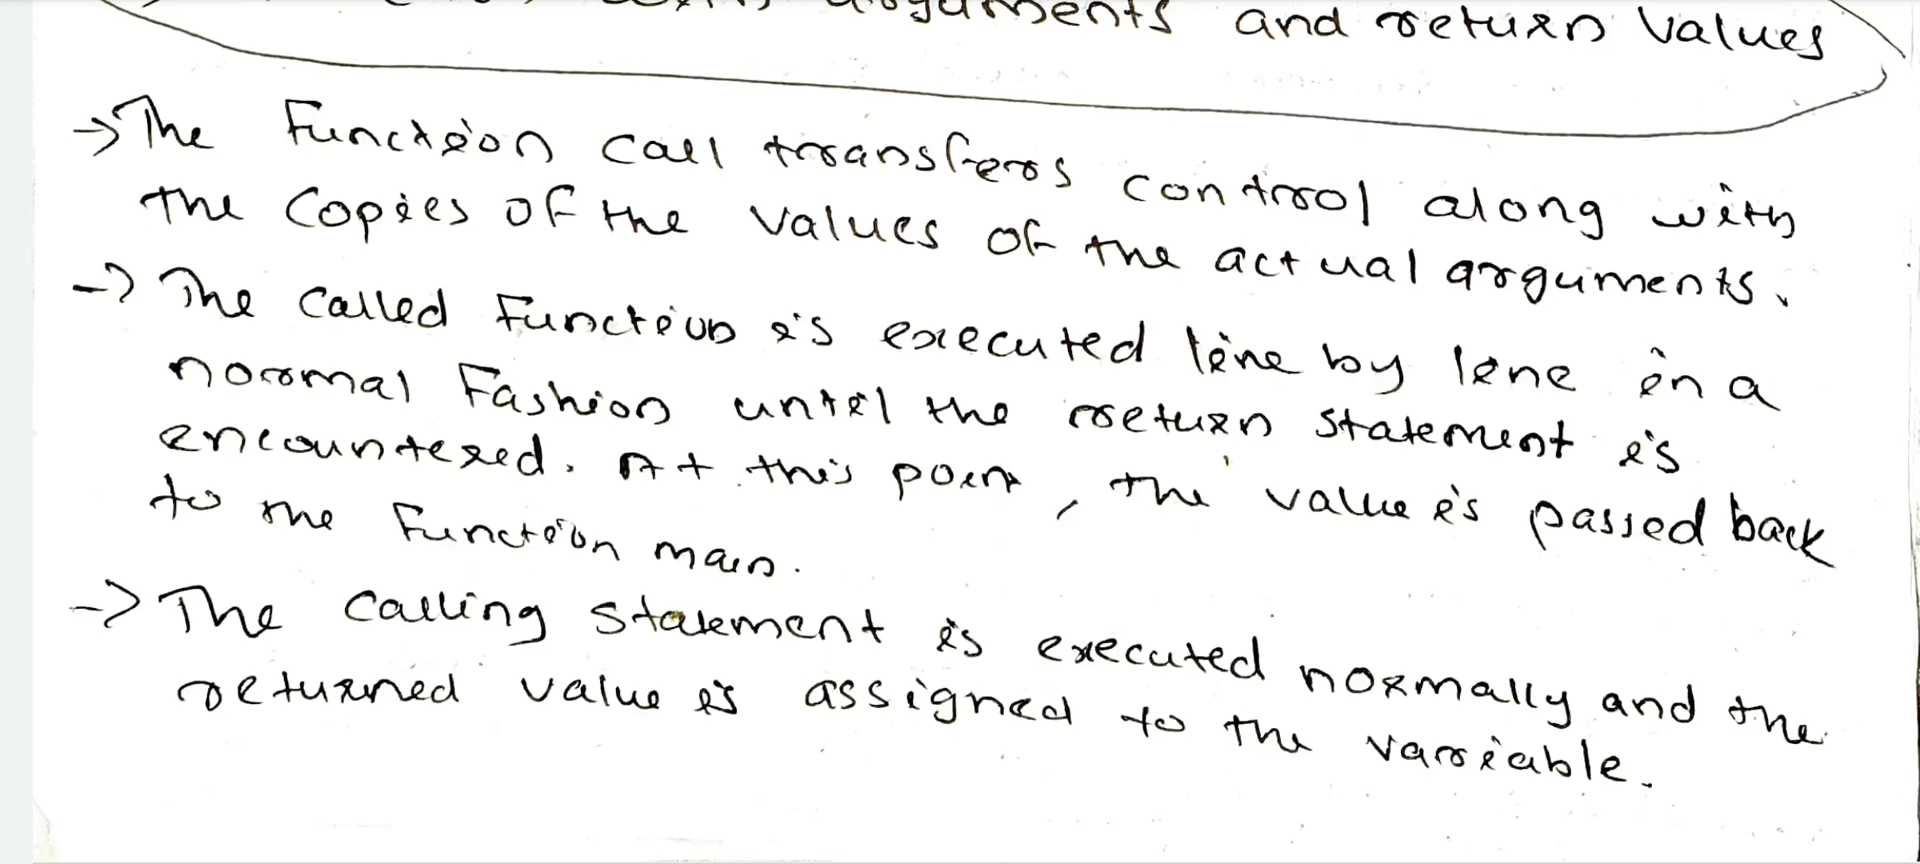 arguments and return values
→ The Function call transfers control along with
the copies of the values of the actual arguments.
→ The called Function is executed line by line in a
normal Fashion until the return statement is
encountered. At this point, the value is passed back
to the Function main.
→ The calling statement is executed normally and the
returned value is assigned to the variable.